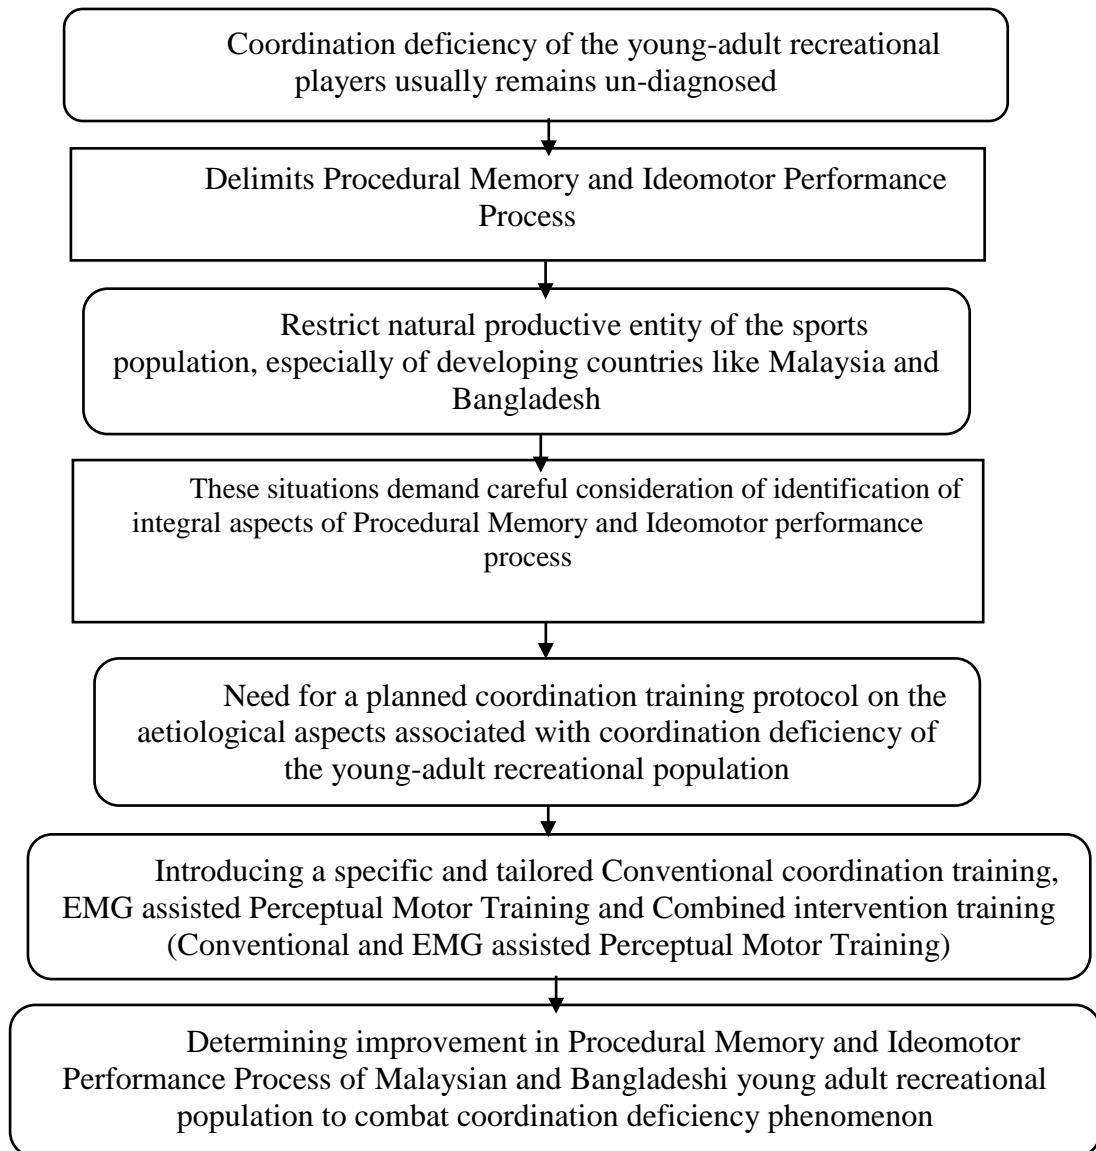 Coordination deficiency of the young-adult recreational
players usually remains un-diagnosed
Delimits Procedural Memory and Ideomotor Performance
Process
Restrict natural productive entity of the sports
population, especially of developing countries like Malaysia and
Bangladesh
These situations demand careful consideration of identification of
integral aspects of Procedural Memory and Ideomotor performance
process
Need for a planned coordination training protocol on the
aetiological aspects associated with coordination deficiency of
the young-adult recreational population
Introducing a specific and tailored Conventional coordination training,
EMG assisted Perceptual Motor Training and Combined intervention training
(Conventional and EMG assisted Perceptual Motor Training)
Determining improvement in Procedural Memory and Ideomotor
Performance Process of Malaysian and Bangladeshi young adult recreational
population to combat coordination deficiency phenomenon